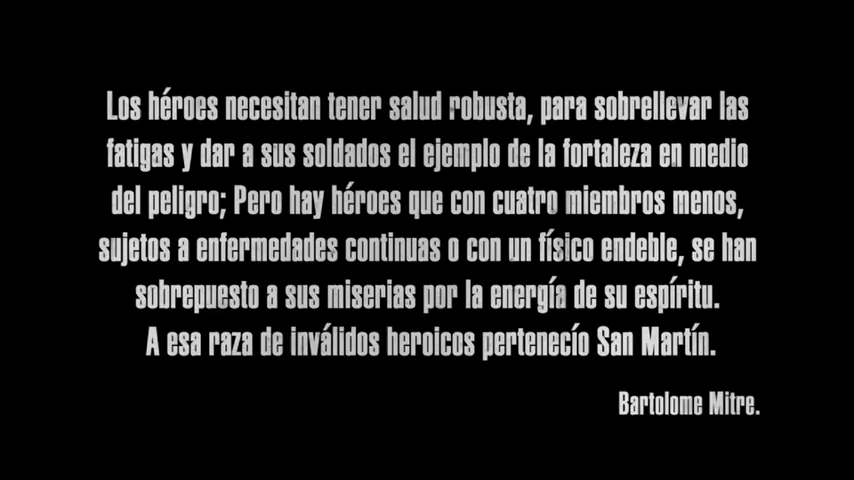 Los héroes necesitan tener salud robusta, para sobrellevar las
fatigas y dar a sus soldados el ejemplo de la fortaleza en medio
del peligro; Pero hay héroes que con cuatro miembros menos,
sujetos a enfermedades continuas o con un físico endeble, se han
sobrepuesto a sus miserias por la energía de su espíritu.
A esa raza de inválidos heroicos pertenecío San Martín.
Bartolome Mitre.